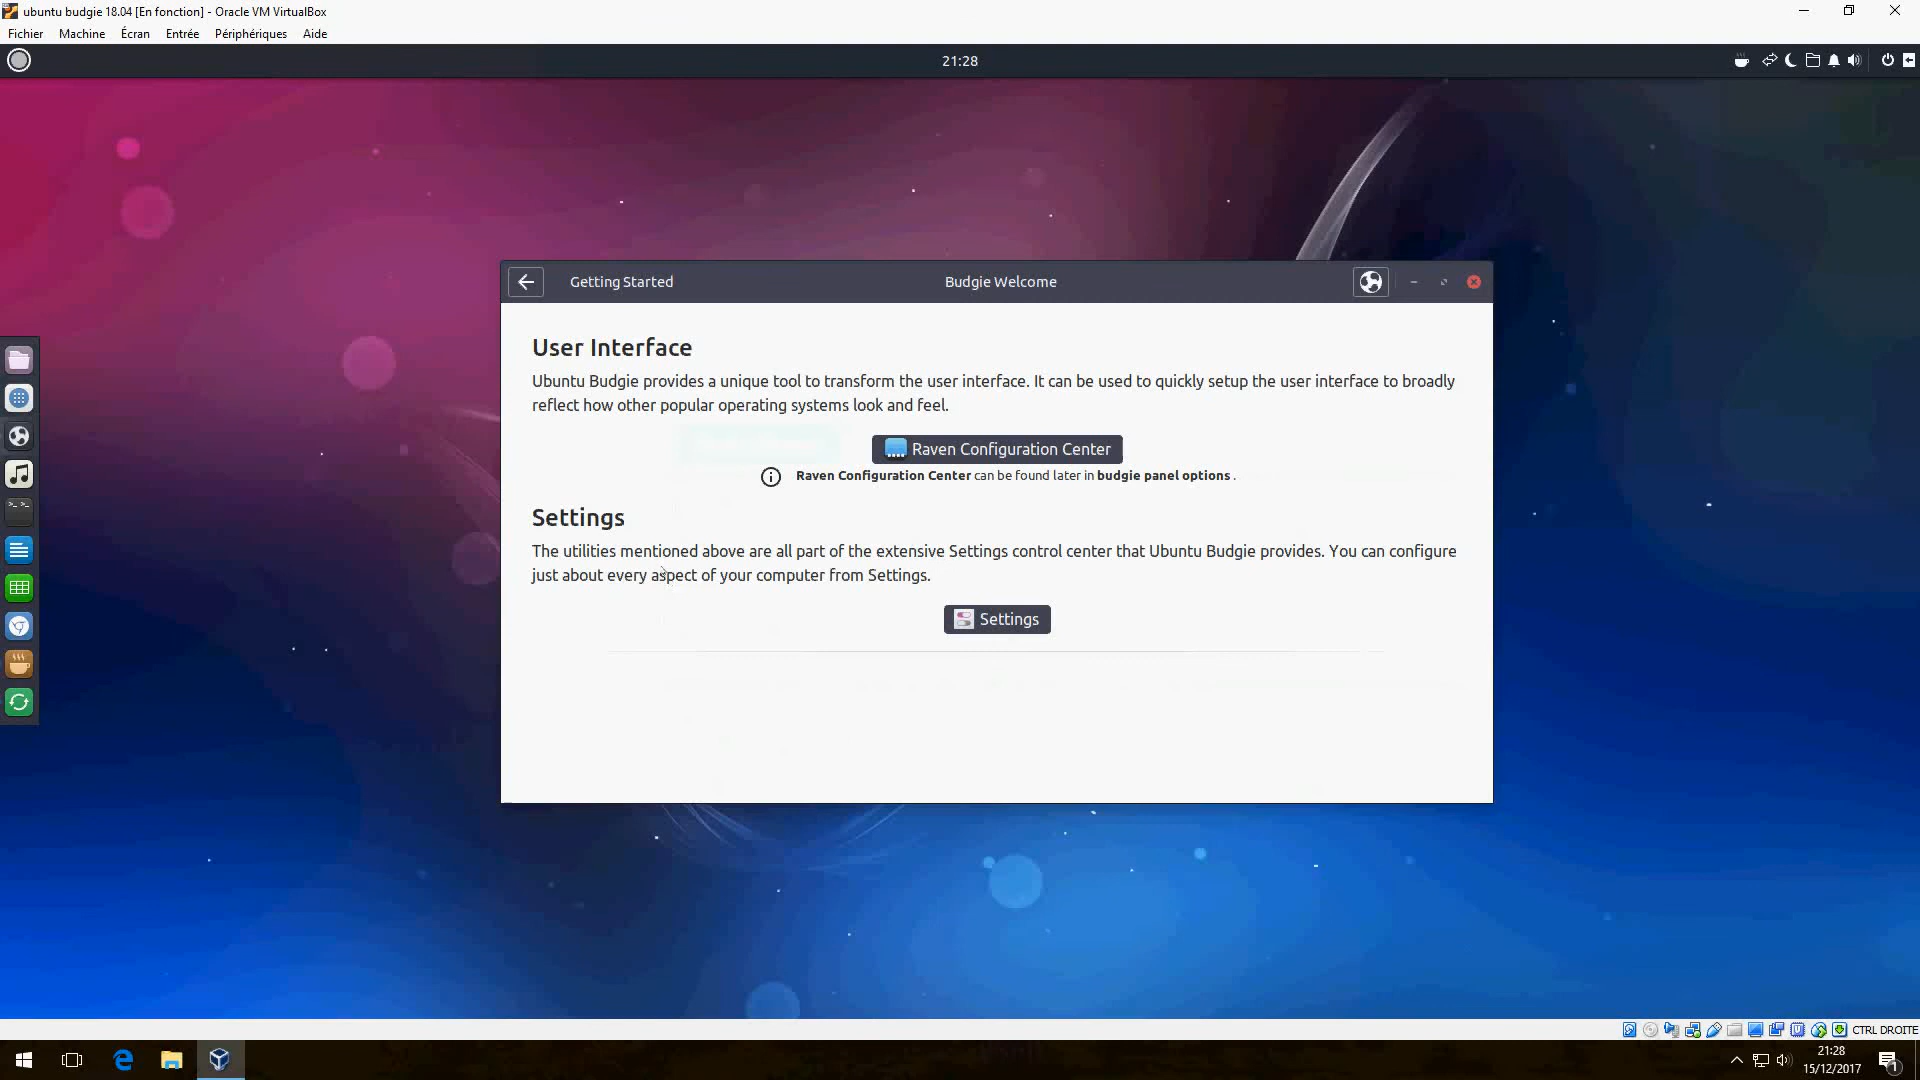 ubuntu budgie 18.04 [En fonction] - Oracle VM VirtualBox
Fichier Machine Écran Entrée Périphériques Aide
21:28
Getting Started Budgie Welcome
User Interface
Ubuntu Budgie provides a unique tool to transform the user interface. It can be used to quickly setup the user interface to broadly
reflect how other popular operating systems look and feel.
Raven Configuration Center
Raven Configuration Center can be found later in budgie panel options .
Settings
The utilities mentioned above are all part of the extensive Settings control center that Ubuntu Budgie provides. You can configure
just about every aspect of your computer from Settings.
Settings
CTRL DROITE
21:28
15/12/2017
1